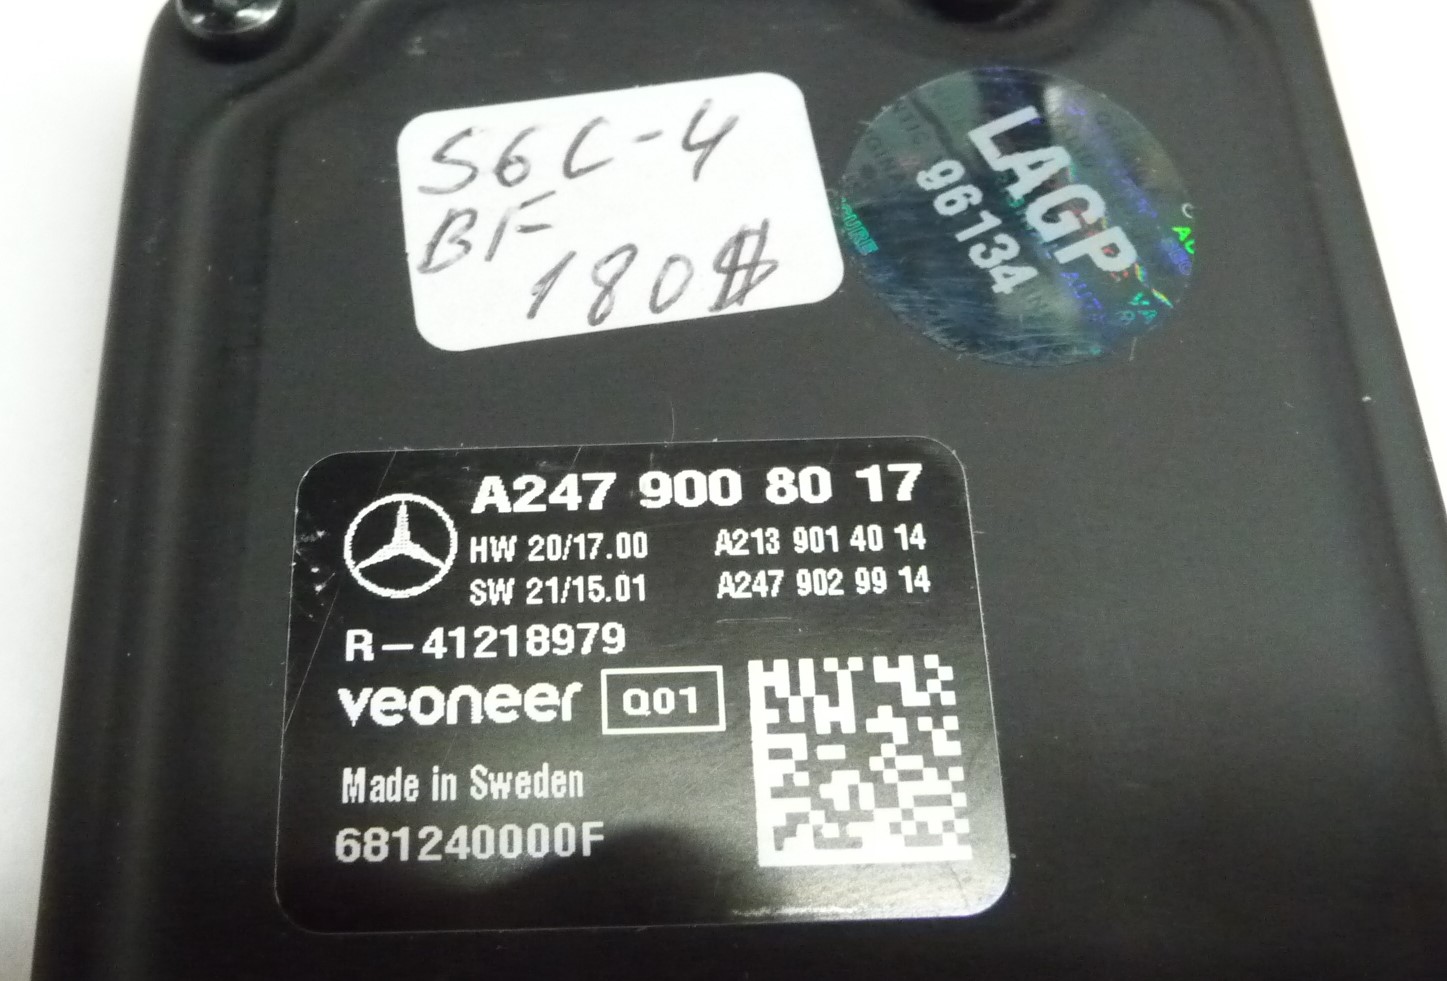 S6C-4
BF
180$
LAGP
96134
A247 900 80 17
HW 20/17.00 A213 901 40 14
SW 21/15.01 A247 902 99 14
R-41218979
veoneer Q01
Made in Sweden
681240000F